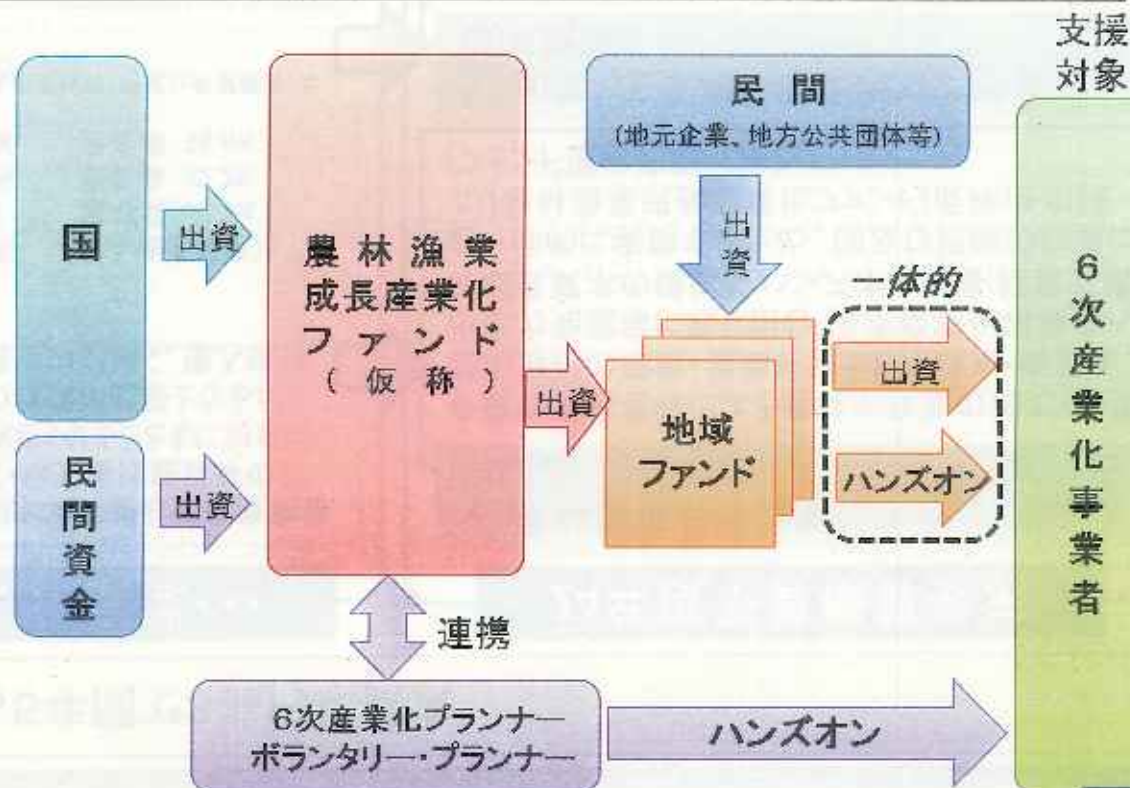 支援
対象
国
出資
民間資金
出資
農林漁業
成長産業化
ファンド
(仮称)
出資
民間
(地元企業、地方公共団体等)
出資
地域
ファンド
一体的
出資
ハンズオン
6次産業化事業者
連携
6次産業化プランナー
ボランタリー・プランナー
ハンズオン